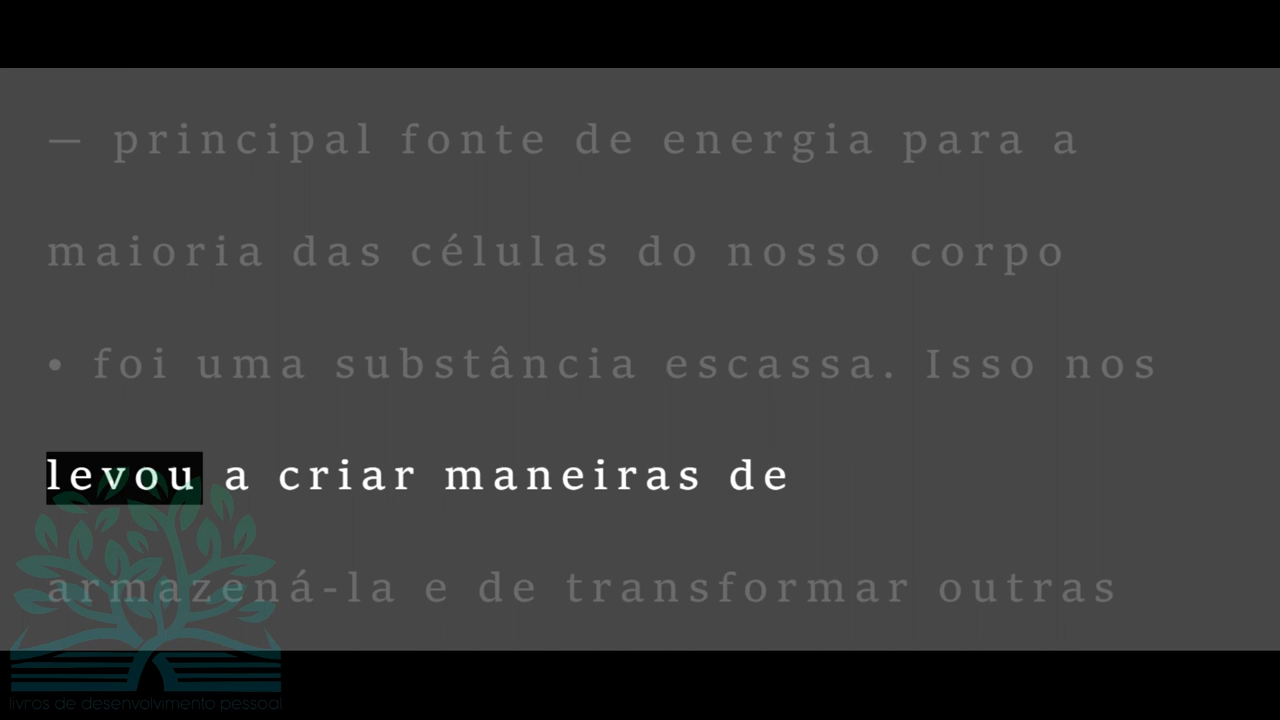 — principal fonte de energia para a
maioria das células do nosso corpo
• foi uma substância escassa. Isso nos
levou a criar maneiras de
armazená-la e de transformar outras
livros de desenvolvimento pessoal